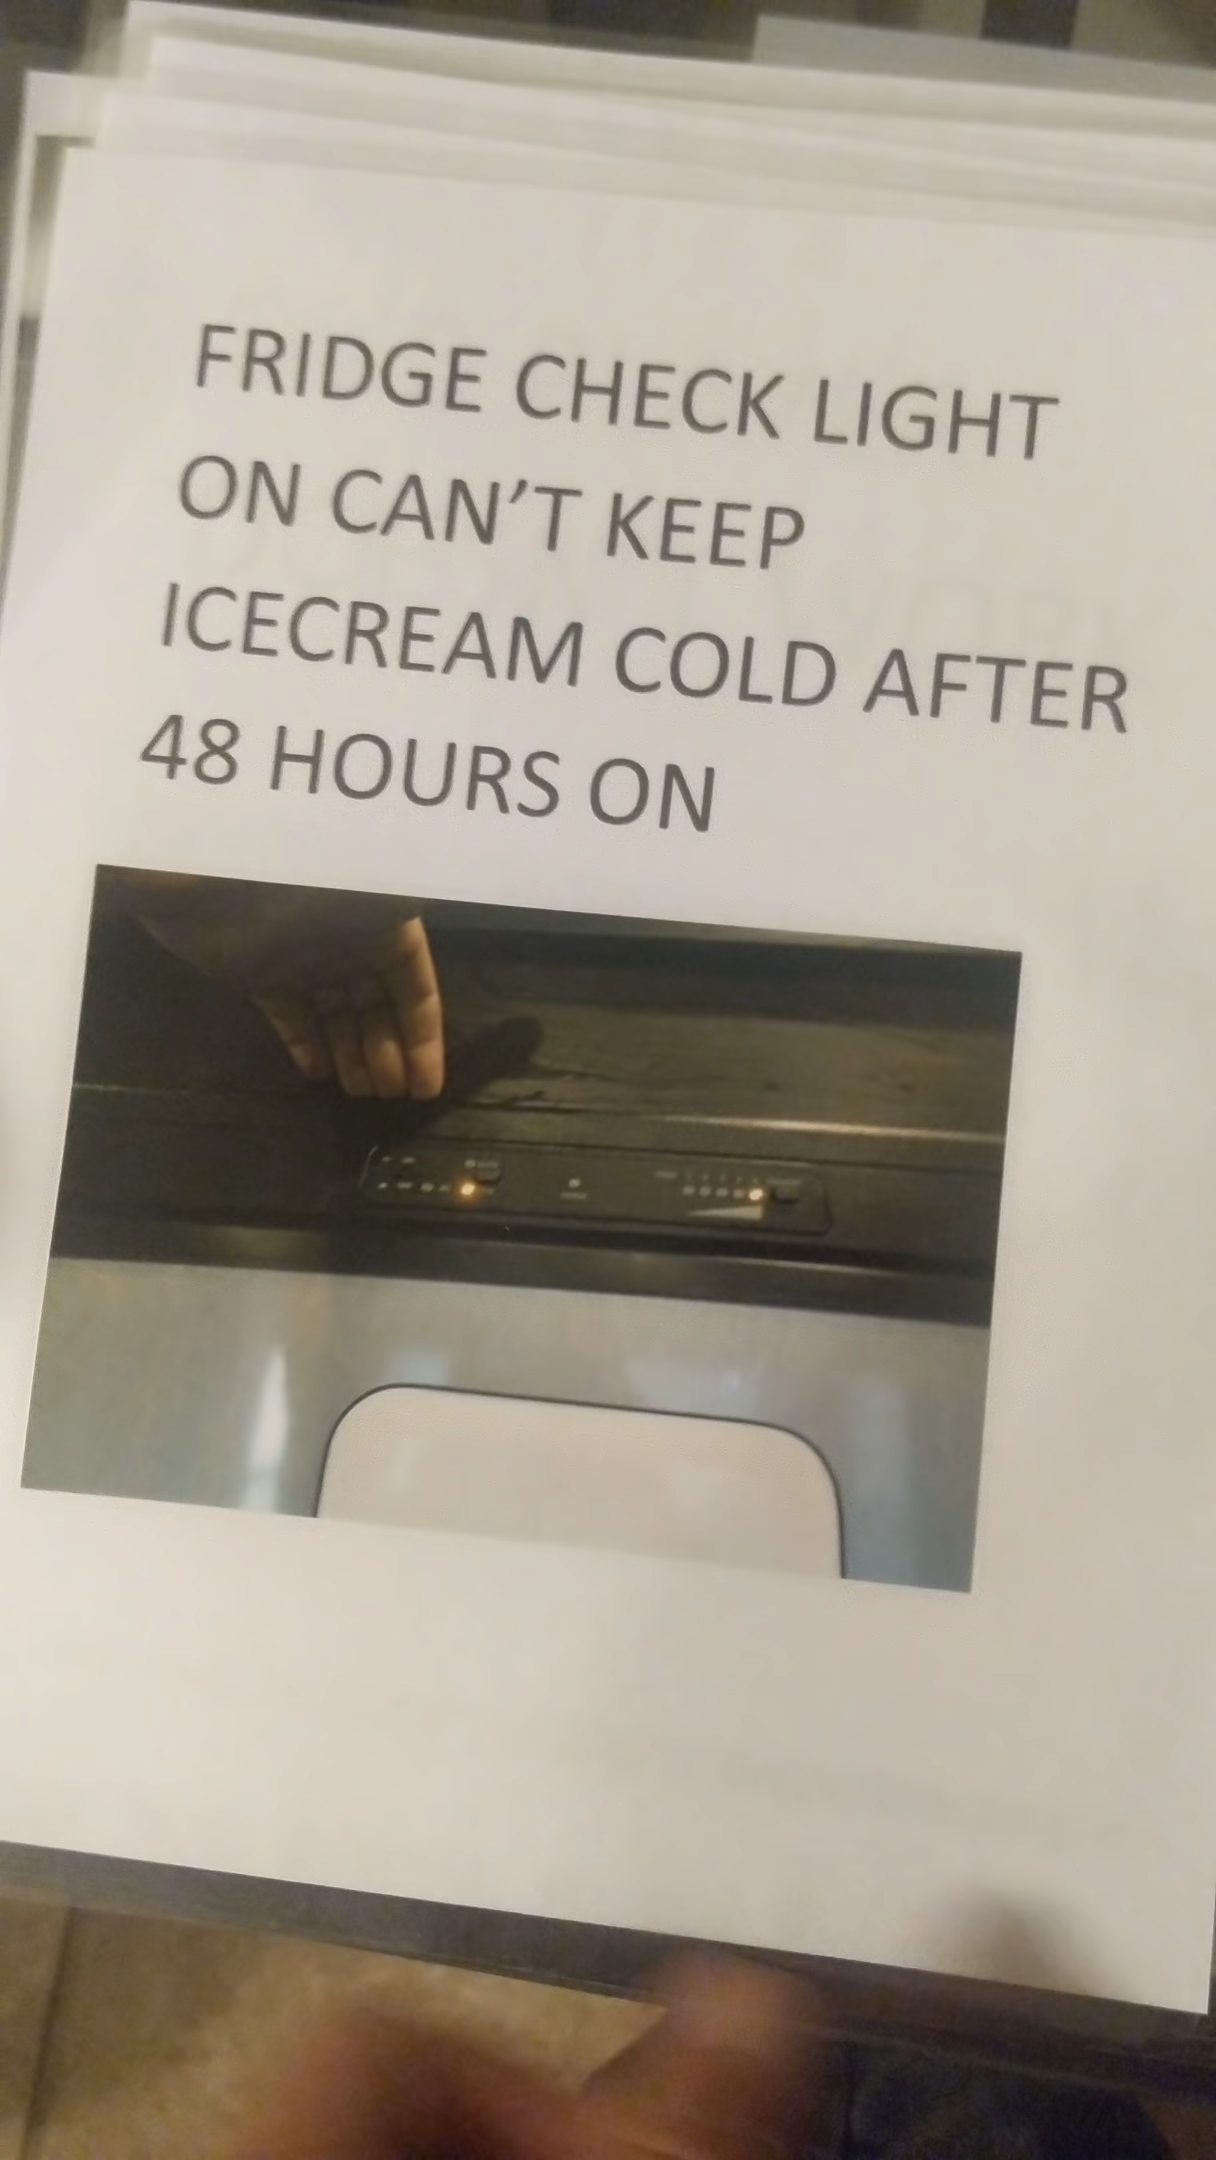 FRIDGE CHECK LIGHT
ON CAN'T KEEP
ICECREAM COLD AFTER
48 HOURS ON